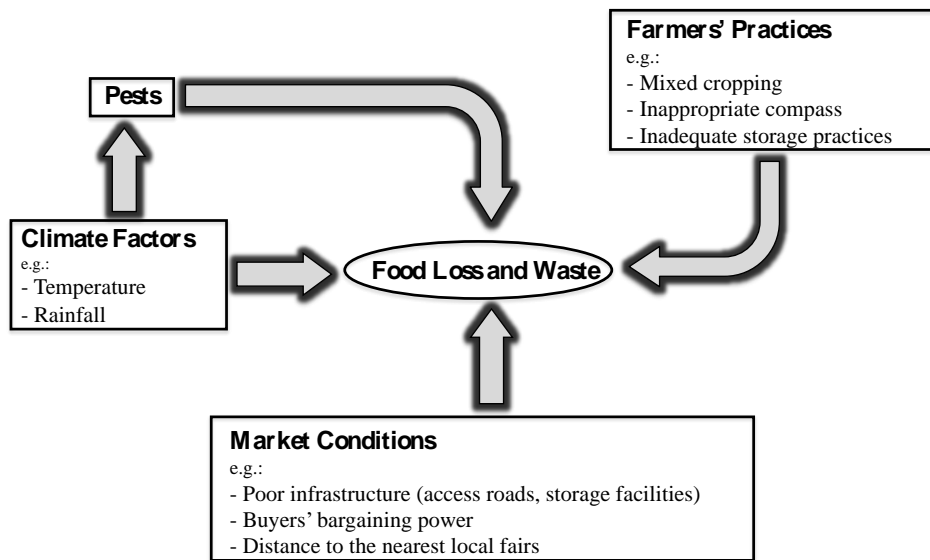 Pests
Farmers' Practices
e.g.:
- Mixed cropping
- Inappropriate compass
- Inadequate storage practices
Climate Factors
e.g.:
- Temperature
- Rainfall
Food Loss and Waste
Market Conditions
e.g.:
- Poor infrastructure (access roads, storage facilities)
- Buyers' bargaining power
- Distance to the nearest local fairs